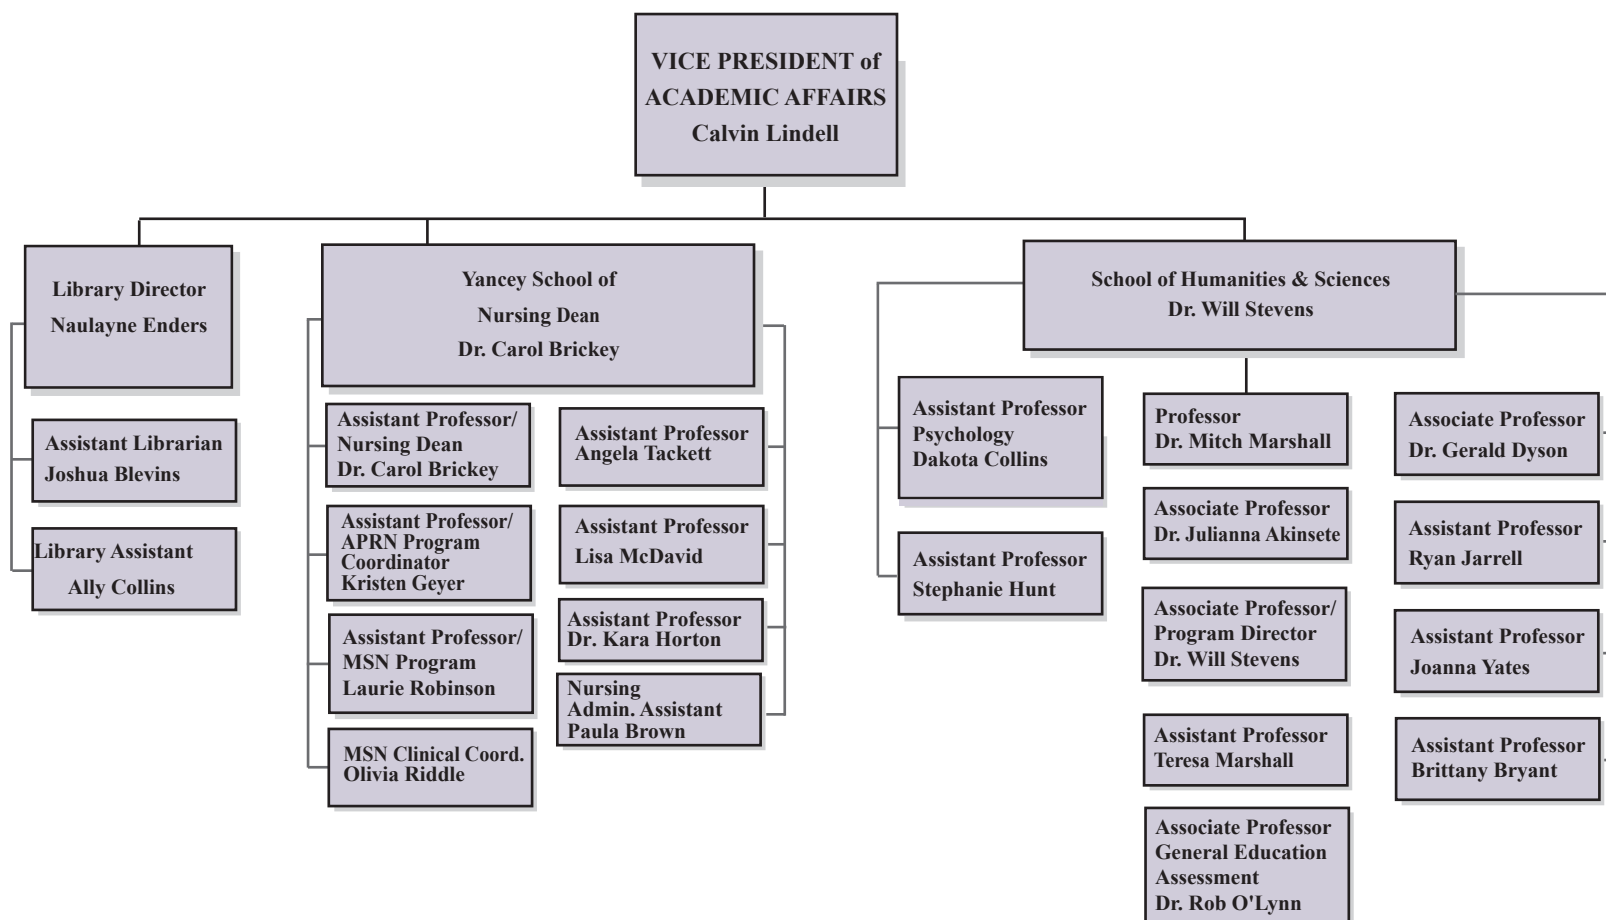 VICE PRESIDENT of
ACADEMIC AFFAIRS
Calvin Lindell
Library Director
Naulayne Enders
Assistant Librarian
Joshua Blevins
Library Assistant
Ally Collins
Yancey School of
Nursing Dean
Dr. Carol Brickey
Assistant Professor/
Nursing Dean
Dr. Carol Brickey
Assistant Professor/
APRN Program
Coordinator
Kristen Geyer
Assistant Professor/
MSN Program
Laurie Robinson
MSN Clinical Coord.
Olivia Riddle
Assistant Professor
Angela Tackett
Assistant Professor
Lisa McDavid
Assistant Professor
Dr. Kara Horton
Nursing
Admin. Assistant
Paula Brown
School of Humanities & Sciences
Dr. Will Stevens
Assistant Professor
Psychology
Dakota Collins
Assistant Professor
Stephanie Hunt
Professor
Dr. Mitch Marshall
Associate Professor
Dr. Julianna Akinsete
Associate Professor/
Program Director
Dr. Will Stevens
Assistant Professor
Teresa Marshall
Associate Professor
General Education
Assessment
Dr. Rob O'Lynn
Associate Professor
Dr. Gerald Dyson
Assistant Professor
Ryan Jarrell
Assistant Professor
Joanna Yates
Assistant Professor
Brittany Bryant